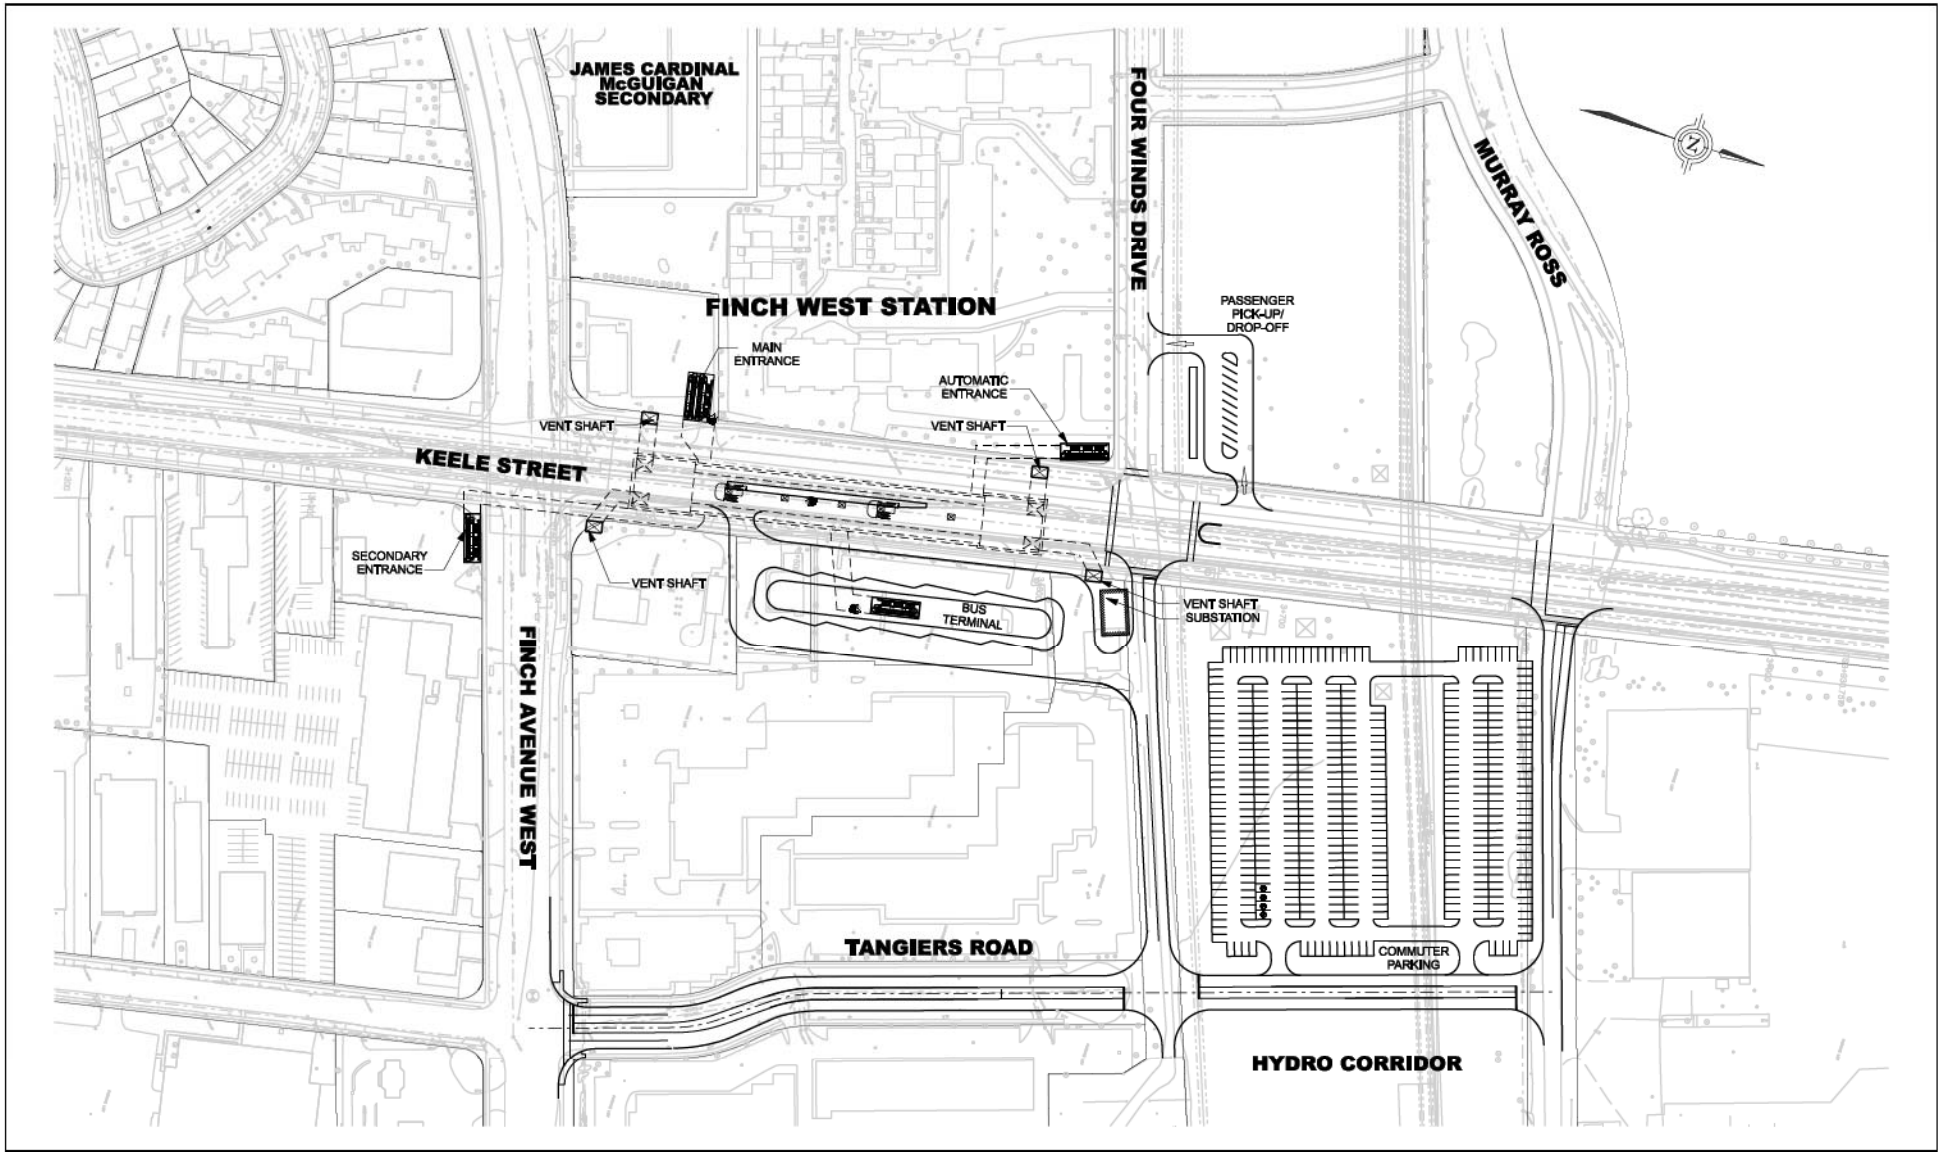 JAMES CARDINAL
McGUIGAN
SECONDARY
FOUR WINDS DRIVE
MURRAY ROSS
N
FINCH WEST STATION
PASSENGER
PICK-UP/
DROP-OFF
MAIN
ENTRANCE
AUTOMATIC
ENTRANCE
VENT SHAFT
VENT SHAFT
KEELE STREET
SECONDARY
ENTRANCE
VENT SHAFT
BUS
TERMINAL
VENT SHAFT
SUBSTATION
FINCH AVENUE WEST
TANGIERS ROAD
COMMUTER
PARKING
HYDRO CORRIDOR